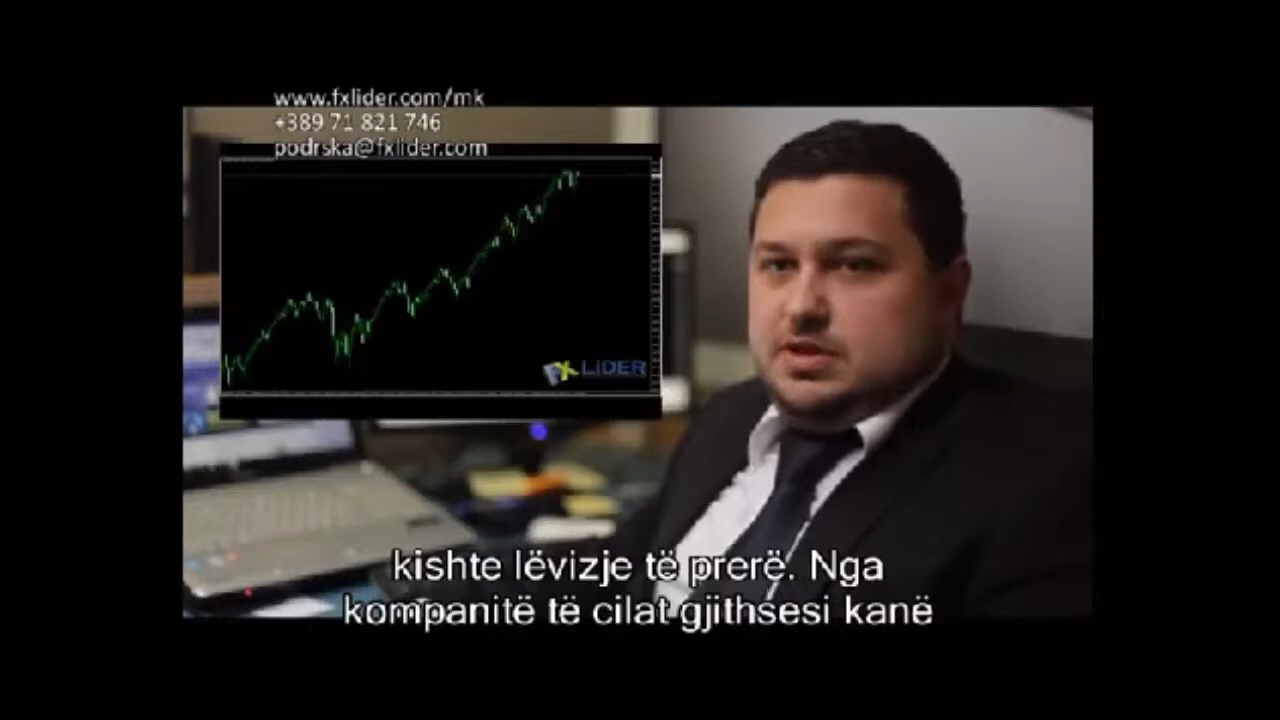 www.fxlider.com/mk
+389 71 821 746
podrska@fxlider.com
FX LiDER
kishte lëvizje të prerë. Nga
kompanitë të cilat gjithsesi kanë